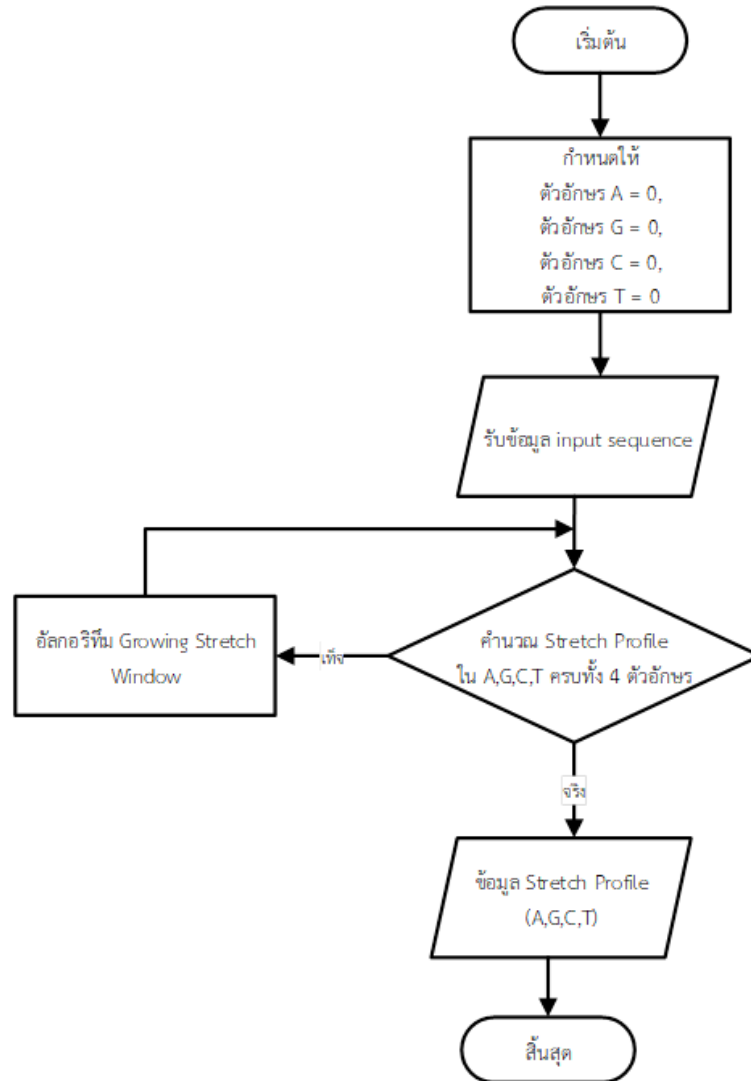 เริ่มต้น
กำหนดให้
ตัวอักษร A = 0,
ตัวอักษร G = 0,
ตัวอักษร C = 0,
ตัวอักษร T = 0
รับข้อมูล input sequence
คำนวณ Stretch Profile
ใน A,G,C,T ครบทั้ง 4 ตัวอักษร
เท็จ
อัลกอริทึม Growing Stretch
Window
จริง
ข้อมูล Stretch Profile
(A,G,C,T)
สิ้นสุด